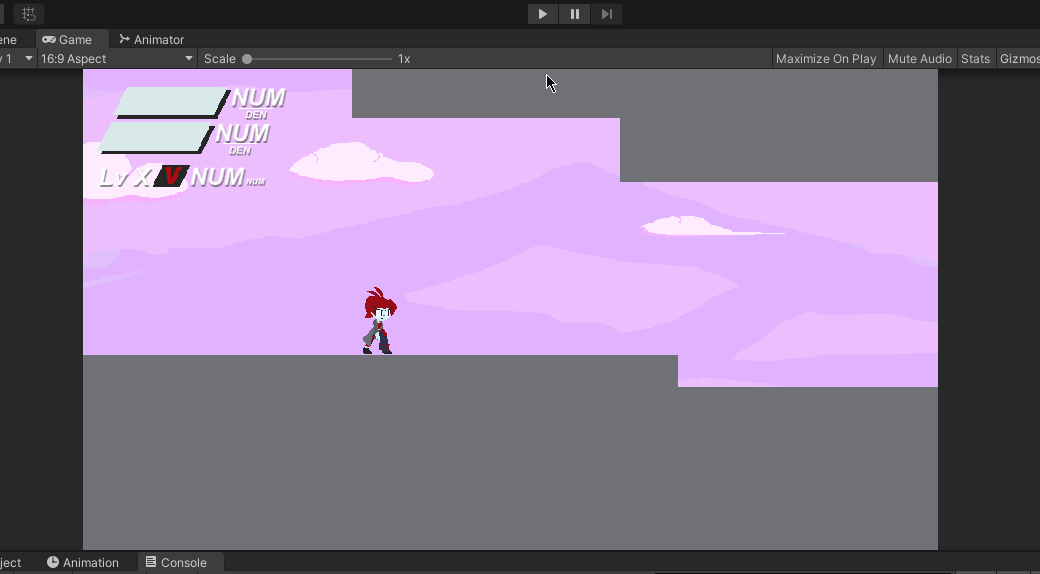 ene Game Animator
y 1 16:9 Aspect Scale 1x Maximize On Play Mute Audio Stats Gizmos
NUM
DEN
NUM
DEN
Lv X V NUM NUM
ject Animation Console